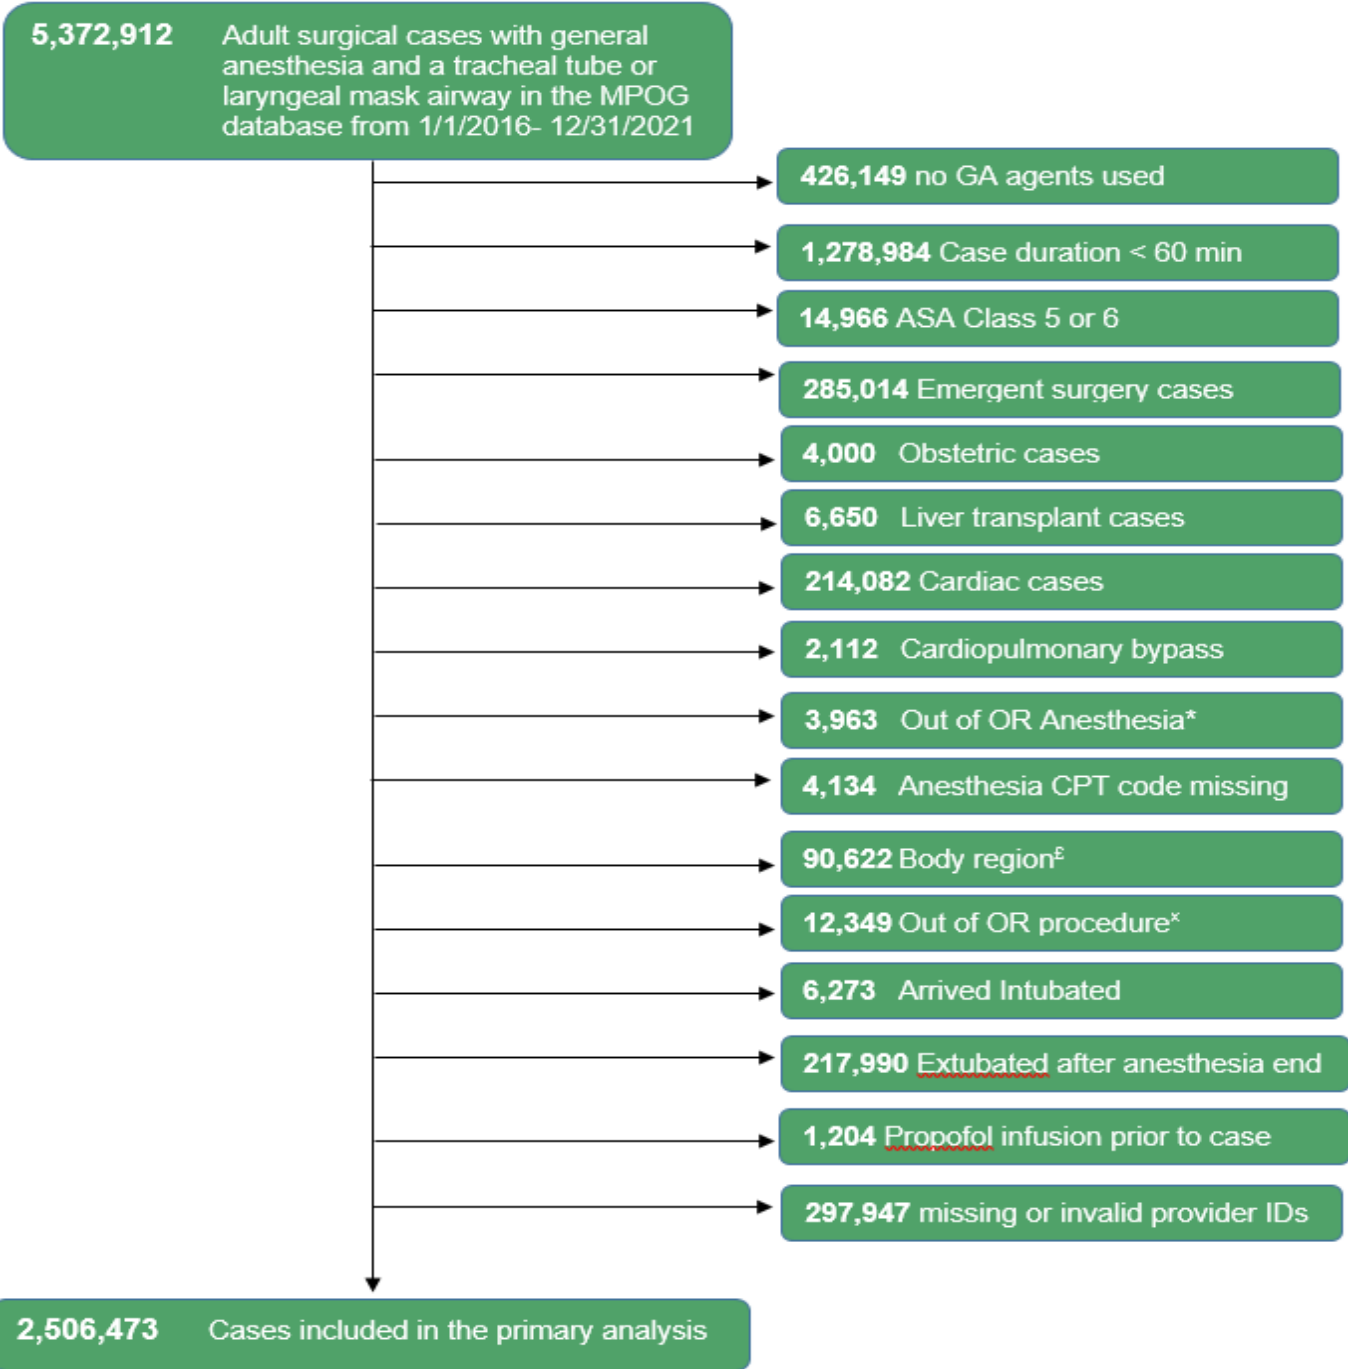 5,372,912 Adult surgical cases with general
anesthesia and a tracheal tube or
laryngeal mask airway in the MPOG
database from 1/1/2016- 12/31/2021
426,149 no GA agents used
1,278,984 Case duration < 60 min
14,966 ASA Class 5 or 6
285,014 Emergent surgery cases
4,000 Obstetric cases
6,650 Liver transplant cases
214,082 Cardiac cases
2,112 Cardiopulmonary bypass
3,963 Out of OR Anesthesia*
4,134 Anesthesia CPT code missing
90,622 Body region£
12,349 Out of OR procedure×
6,273 Arrived Intubated
217,990 Extubated after anesthesia end
1,204 Propofol infusion prior to case
297,947 missing or invalid provider IDs
2,506,473 Cases included in the primary analysis